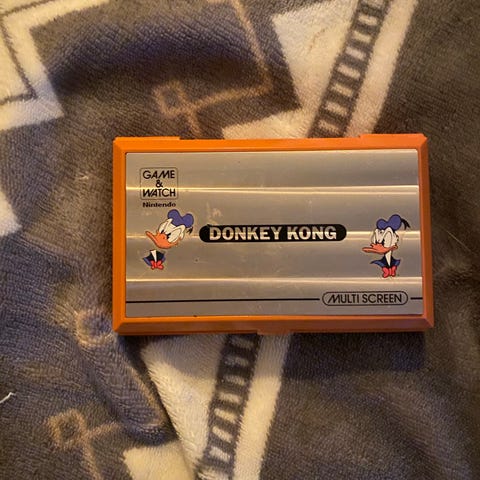 GAME
&
WATCH
Nintendo
DONKEY KONG
MULTI SCREEN